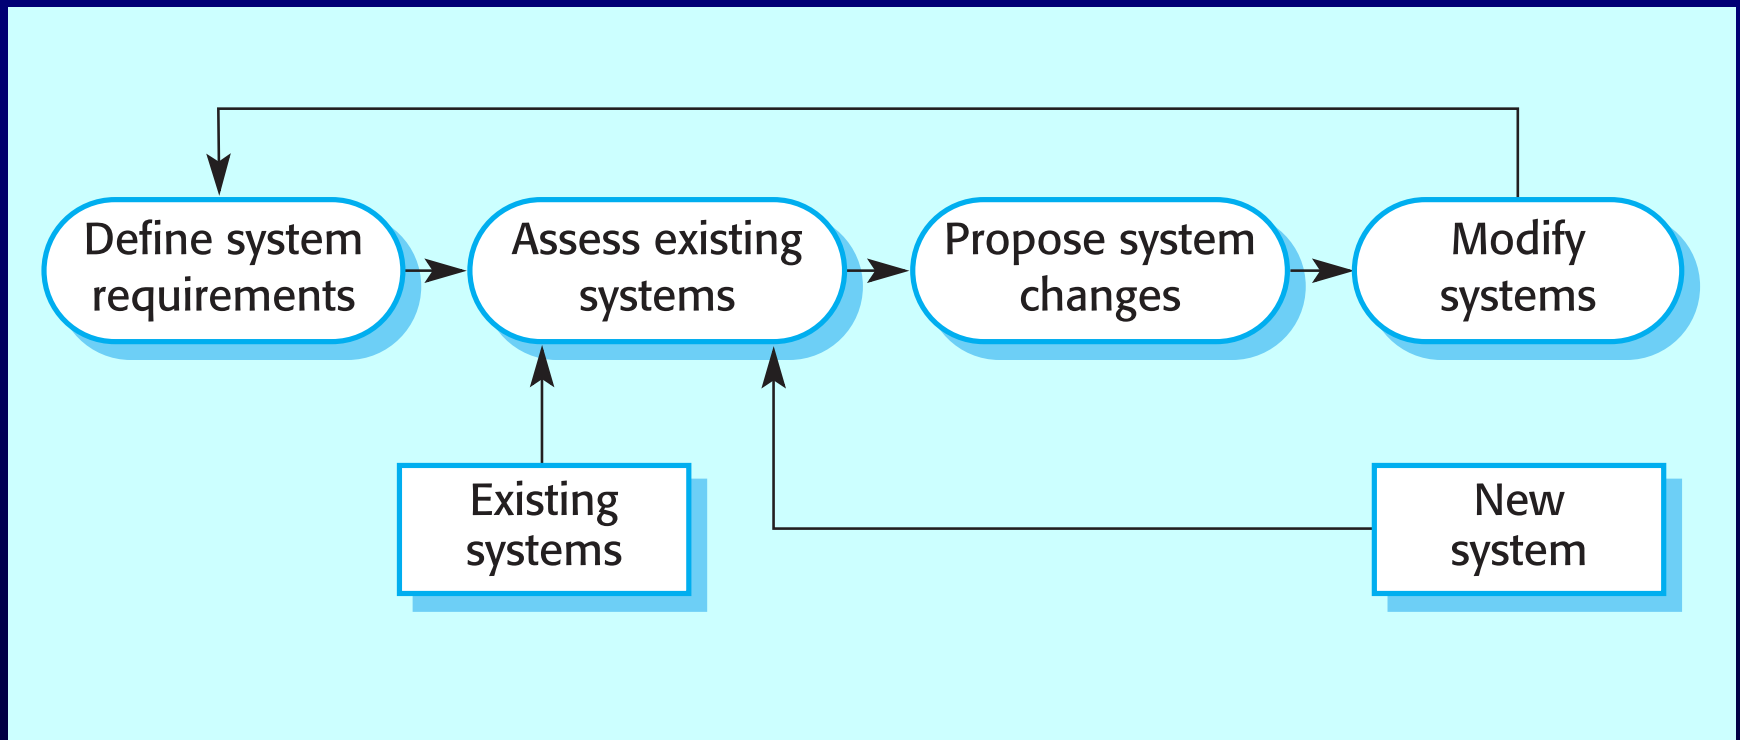 Define system
requirements
Assess existing
systems
Propose system
changes
Modify
systems
Existing
systems
New
system